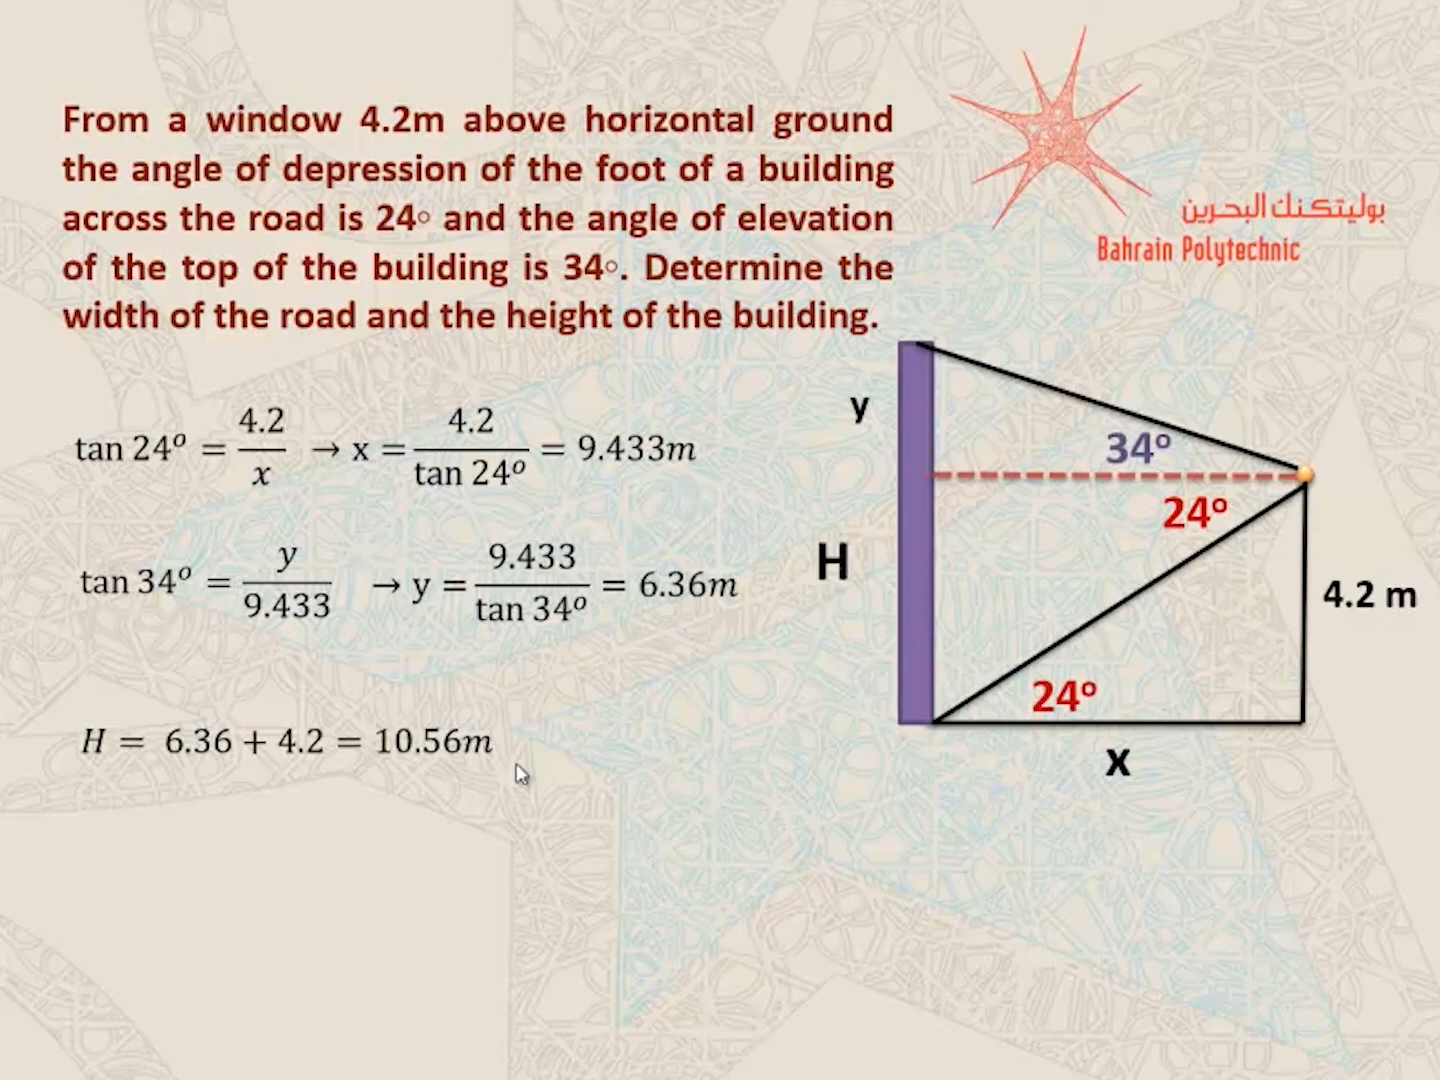 From a window 4.2m above horizontal ground
the angle of depression of the foot of a building
across the road is 24° and the angle of elevation
of the top of the building is 34°. Determine the
width of the road and the height of the building.
بوليتكنك البحرين
Bahrain Polytechnic
tan 24° = 4.2/x → x = 4.2/tan 24° = 9.433m
tan 34° = y/9.433 → y = 9.433/tan 34° = 6.36m
H = 6.36 + 4.2 = 10.56m
y
34°
24°
H
4.2 m
24°
x